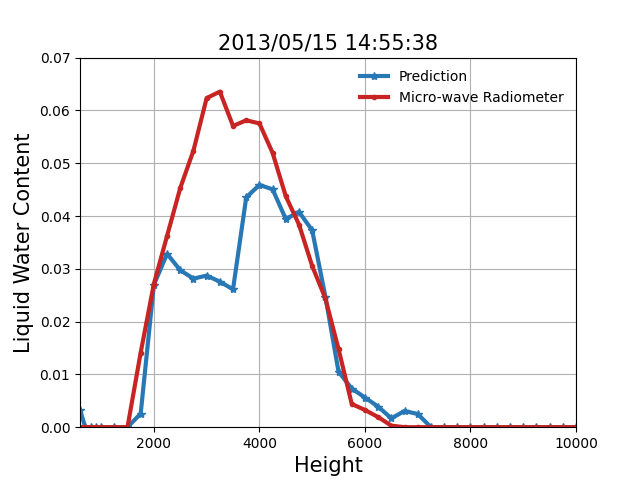 2013/05/15 14:55:38
0.07
0.06
0.05
0.04
0.03
0.02
0.01
0.00
Liquid Water Content
Prediction
Micro-wave Radiometer
2000 4000 6000 8000 10000
Height